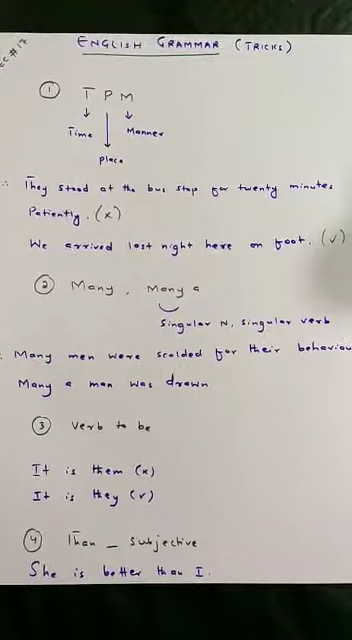 CC#17
ENGLISH GRAMMAR (TRICKS)
① T P M
Time Manner
Place
∴ They stood at the bus stop for twenty minutes
Patiently. (x)
We arrived last night here on foot. (✓)
② Many, Many a
Singular N, singular verb
Many men were scolded for their behaviou
Many a man was drawn
③ Verb to be
It is them (x)
It is they (✓)
④ Than _ subjective
She is better than I.